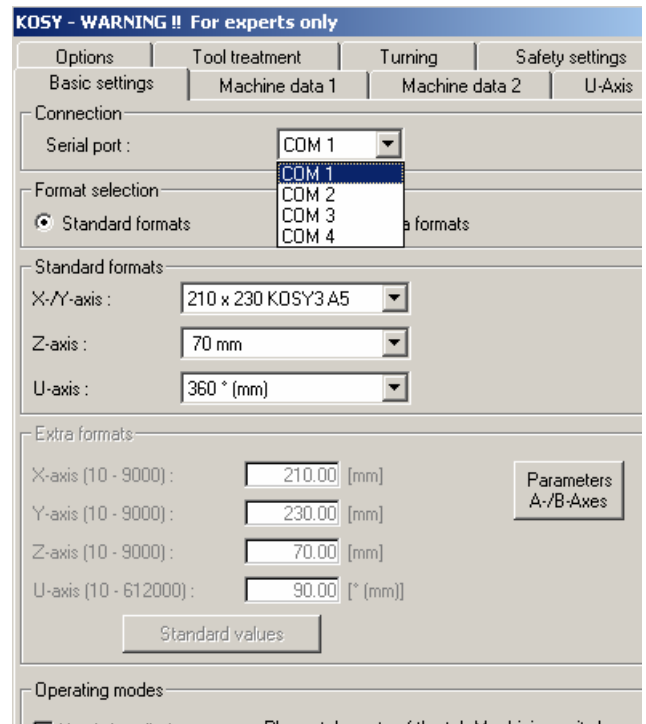 KOSY - WARNING !! For experts only
Options Tool treatment Turning Safety settings
Basic settings Machine data 1 Machine data 2 U-Axis
Connection
Serial port : COM 1
COM 1
COM 2
COM 3
COM 4
Format selection
Standard formats formats
Standard formats
X-/Y-axis : 210 x 230 KOSY3 A5
Z-axis : 70 mm
U-axis : 360 ° (mm)
Extra formats
X-axis (10 - 9000) : 210.00 [mm]
Y-axis (10 - 9000) : 230.00 [mm]
Z-axis (10 - 9000) : 70.00 [mm]
U-axis (10 - 612000) : 90.00 [° (mm)]
Parameters
A-/B-Axes
Standard values
Operating modes